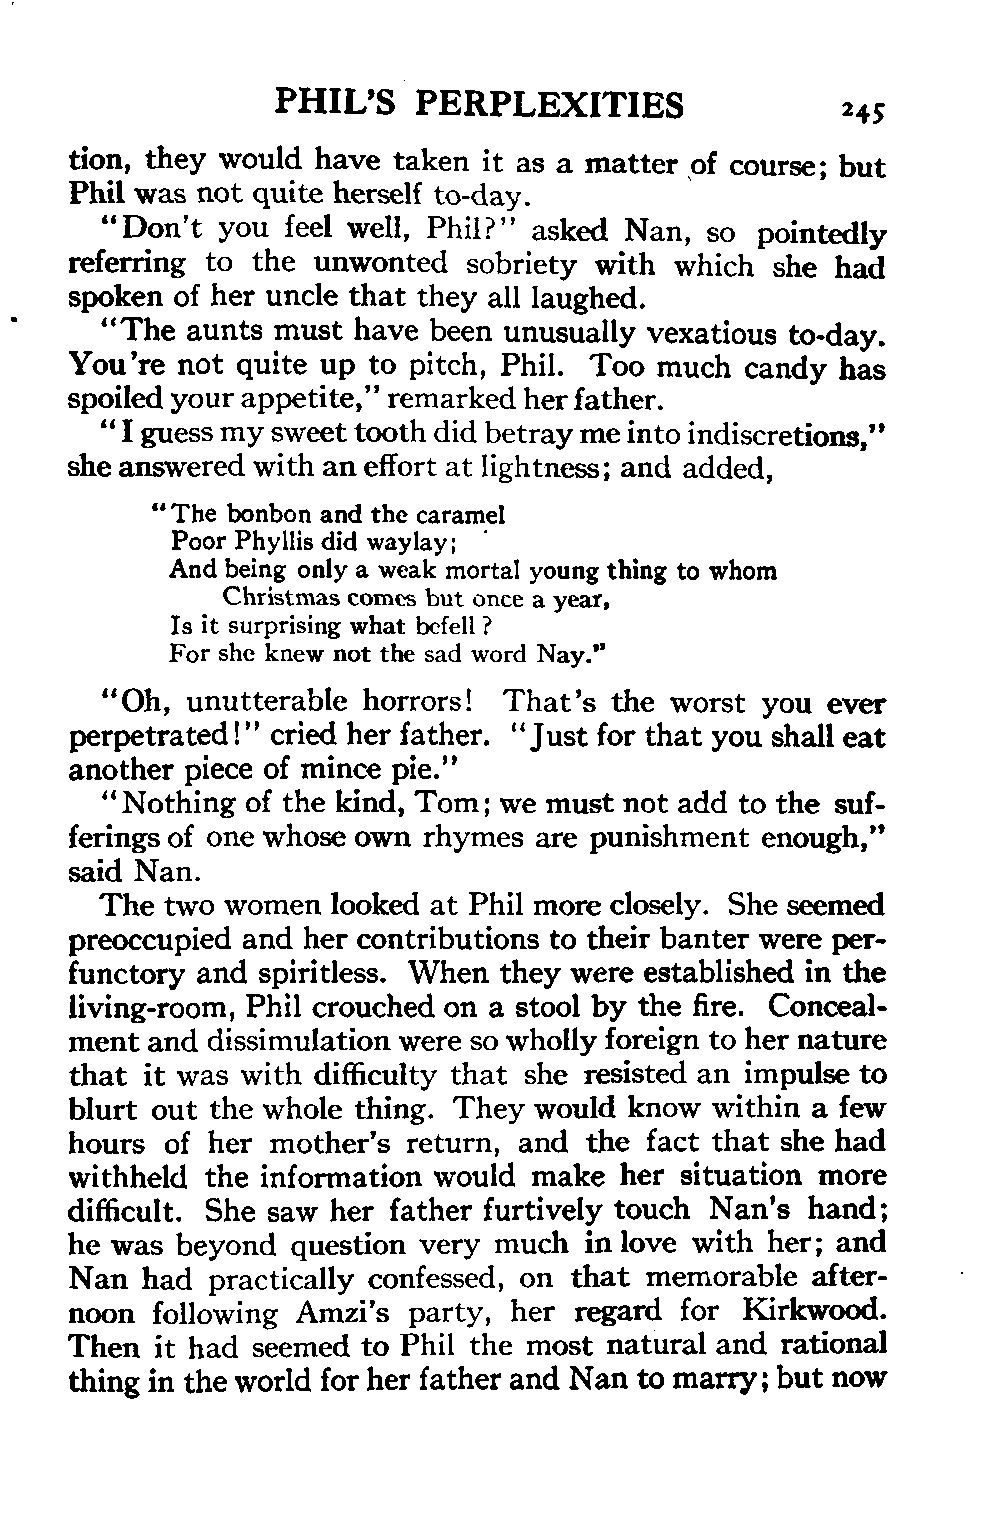 PHIL'S PERPLEXITIES 245
tion, they would have taken it as a matter of course; but
Phil was not quite herself to-day.
"Don't you feel well, Phil?" asked Nan, so pointedly
referring to the unwonted sobriety with which she had
spoken of her uncle that they all laughed.
"The aunts must have been unusually vexatious to-day.
You're not quite up to pitch, Phil. Too much candy has
spoiled your appetite," remarked her father.
"I guess my sweet tooth did betray me into indiscretions,"
she answered with an effort at lightness; and added,
"The bonbon and the caramel
Poor Phyllis did waylay;
And being only a weak mortal young thing to whom
Christmas comes but once a year,
Is it surprising what befell?
For she knew not the sad word Nay."
"Oh, unutterable horrors! That's the worst you ever
perpetrated!" cried her father. "Just for that you shall eat
another piece of mince pie."
"Nothing of the kind, Tom; we must not add to the suf-
ferings of one whose own rhymes are punishment enough,"
said Nan.
The two women looked at Phil more closely. She seemed
preoccupied and her contributions to their banter were per-
functory and spiritless. When they were established in the
living-room, Phil crouched on a stool by the fire. Conceal-
ment and dissimulation were so wholly foreign to her nature
that it was with difficulty that she resisted an impulse to
blurt out the whole thing. They would know within a few
hours of her mother's return, and the fact that she had
withheld the information would make her situation more
difficult. She saw her father furtively touch Nan's hand;
he was beyond question very much in love with her; and
Nan had practically confessed, on that memorable after-
noon following Amzi's party, her regard for Kirkwood.
Then it had seemed to Phil the most natural and rational
thing in the world for her father and Nan to marry; but now